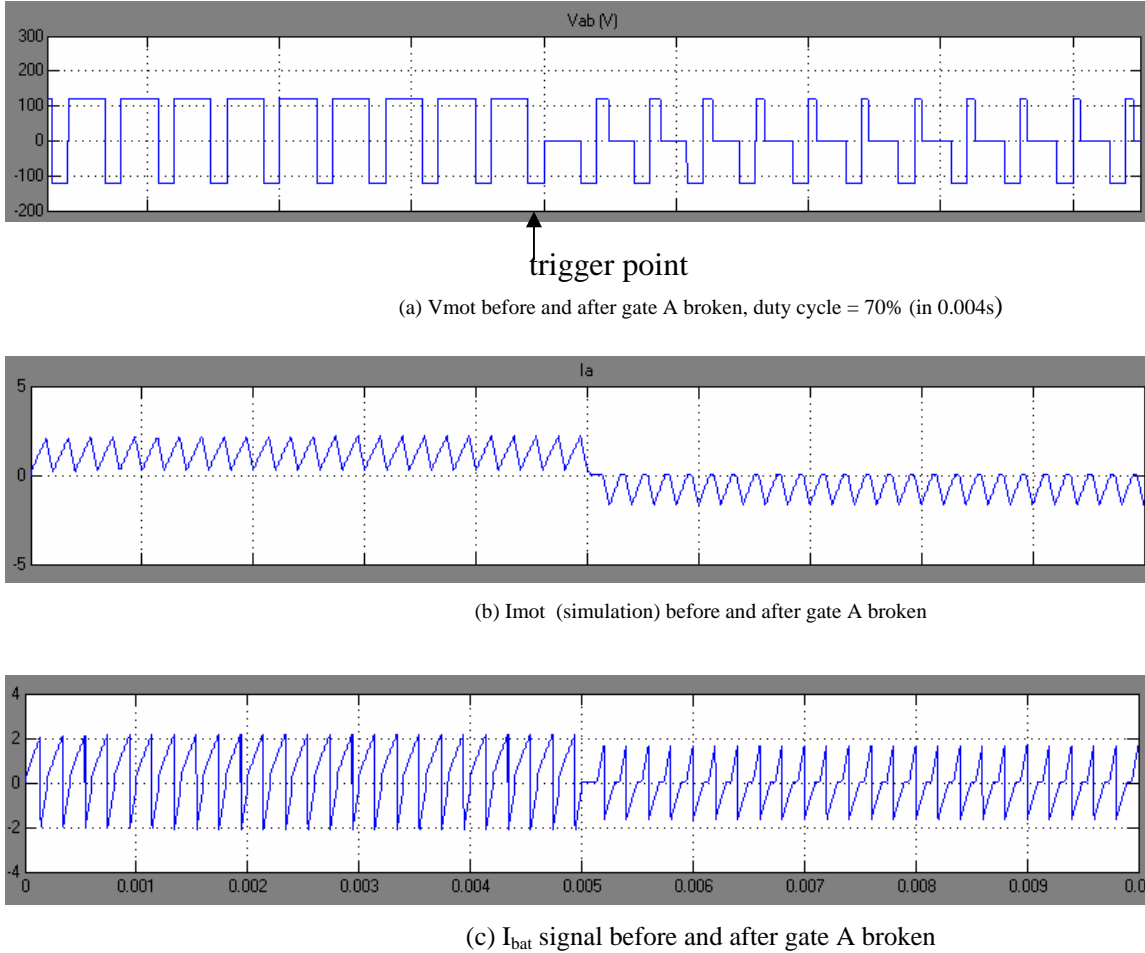 Vab (V)
300
200
100
0
-100
-200
trigger point
(a) Vmot before and after gate A broken, duty cycle = 70% (in 0.004s)
Ia
5
0
-5
(b) Imot (simulation) before and after gate A broken
4
2
0
-2
-4
0 0.001 0.002 0.003 0.004 0.005 0.006 0.007 0.008 0.009 0.0
(c) Ibat signal before and after gate A broken